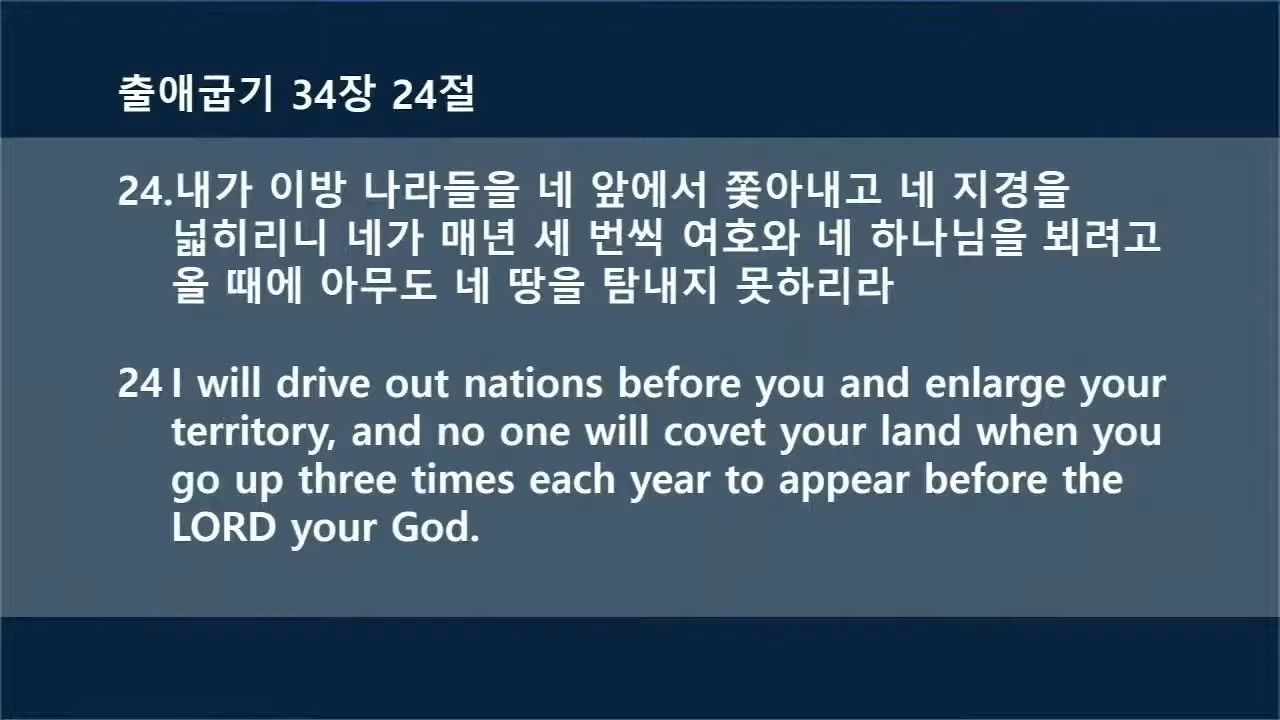 출애굽기 34장 24절
24.내가 이방 나라들을 네 앞에서 쫓아내고 네 지경을
넓히리니 네가 매년 세 번씩 여호와 네 하나님을 뵈려고
올 때에 아무도 네 땅을 탐내지 못하리라
24 I will drive out nations before you and enlarge your
territory, and no one will covet your land when you
go up three times each year to appear before the
LORD your God.